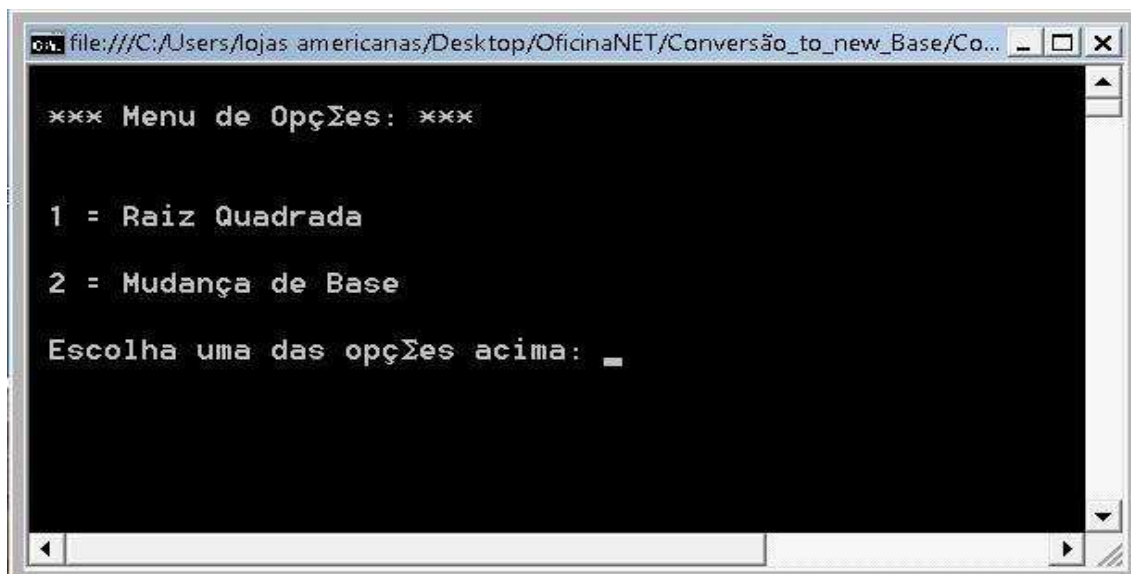 file:///C:/Users/lojas americanas/Desktop/OficinaNET/Conversão_to_new_Base/Co...
*** Menu de OpçΣes: ***
1 = Raiz Quadrada
2 = Mudança de Base
Escolha uma das opçΣes acima: _